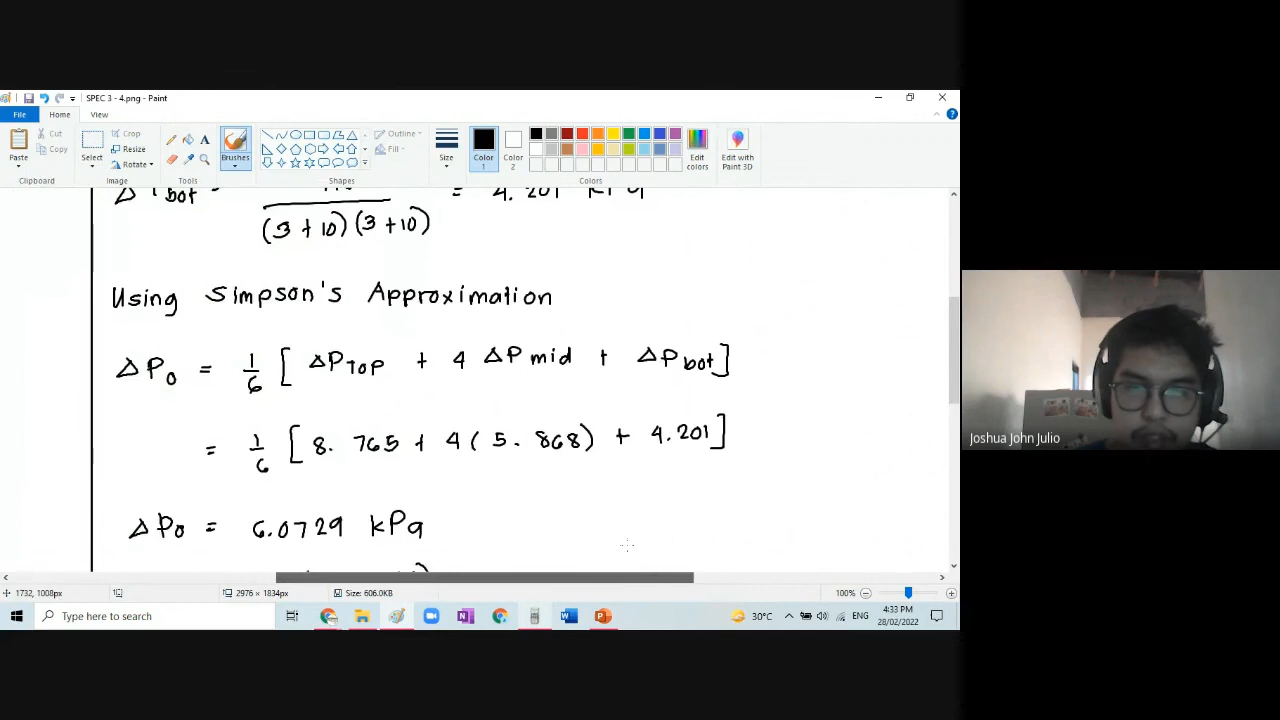 SPEC 3 - 4.png - Paint
File Home View
Paste Cut Copy Clipboard
Select Crop Resize Rotate Image
Tools
Brushes
Shapes Outline Fill
Size
Color 1 Color 2 Edit colors Edit with Paint 3D Colors
Δ Pbot = = 4.201 kPa
(3 + 10) (3 + 10)
Using Simpson's Approximation
ΔPo = 1/6 [ ΔPTOP + 4 ΔPmid + ΔPbot]
= 1/6 [8.765 + 4(5.868) + 4.201]
ΔPo = 6.0729 kPa
Joshua John Julio
1732, 1008px 2976 × 1834px Size: 606.0KB 100%
Type here to search 30°C ENG 4:33 PM 28/02/2022